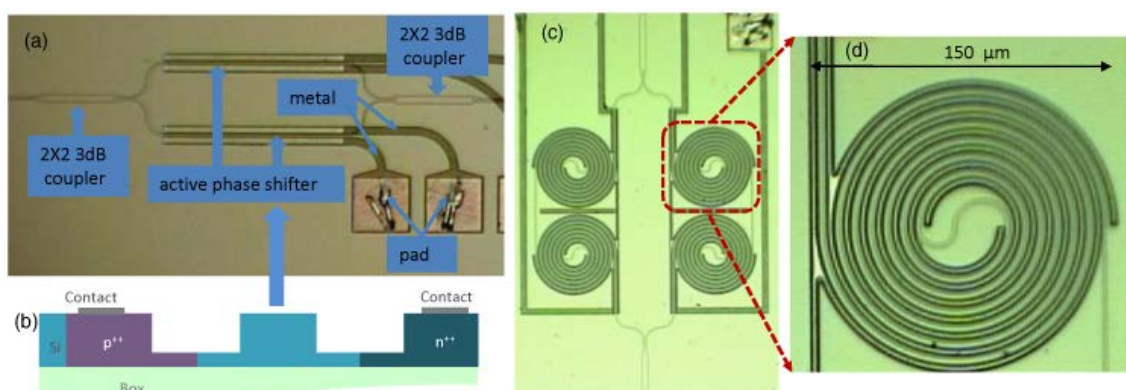 (a)
2X2 3dB
coupler
metal
2X2 3dB
coupler
active phase shifter
pad
(b)
Contact
Contact
Si
p++
n++
Box
(c)
(d)
150 μm